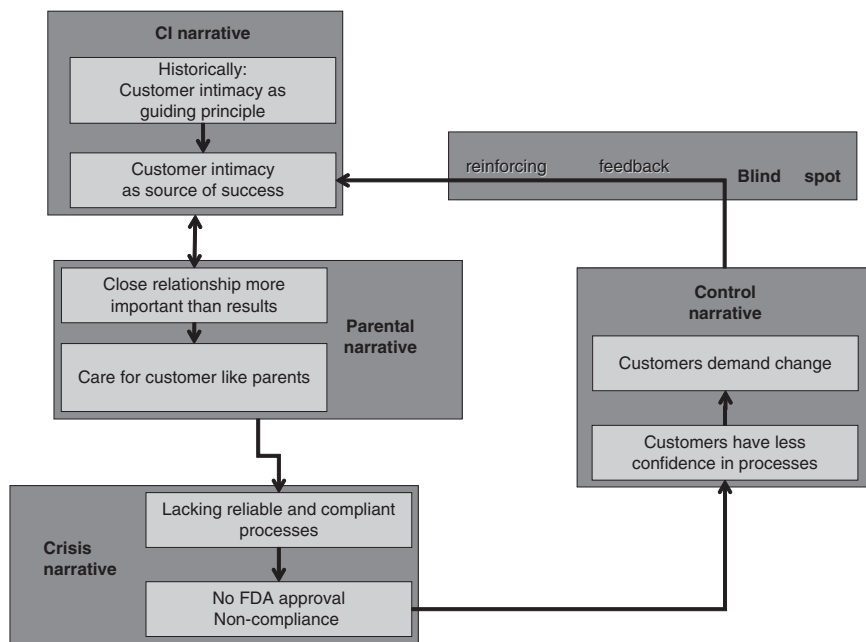 CI narrative
Historically:
Customer intimacy as
guiding principle
Customer intimacy
as source of success
reinforcing feedback
Blind spot
Close relationship more
important than results
Parental
narrative
Care for customer like parents
Control
narrative
Customers demand change
Customers have less
confidence in processes
Lacking reliable and compliant
processes
Crisis
narrative
No FDA approval
Non-compliance